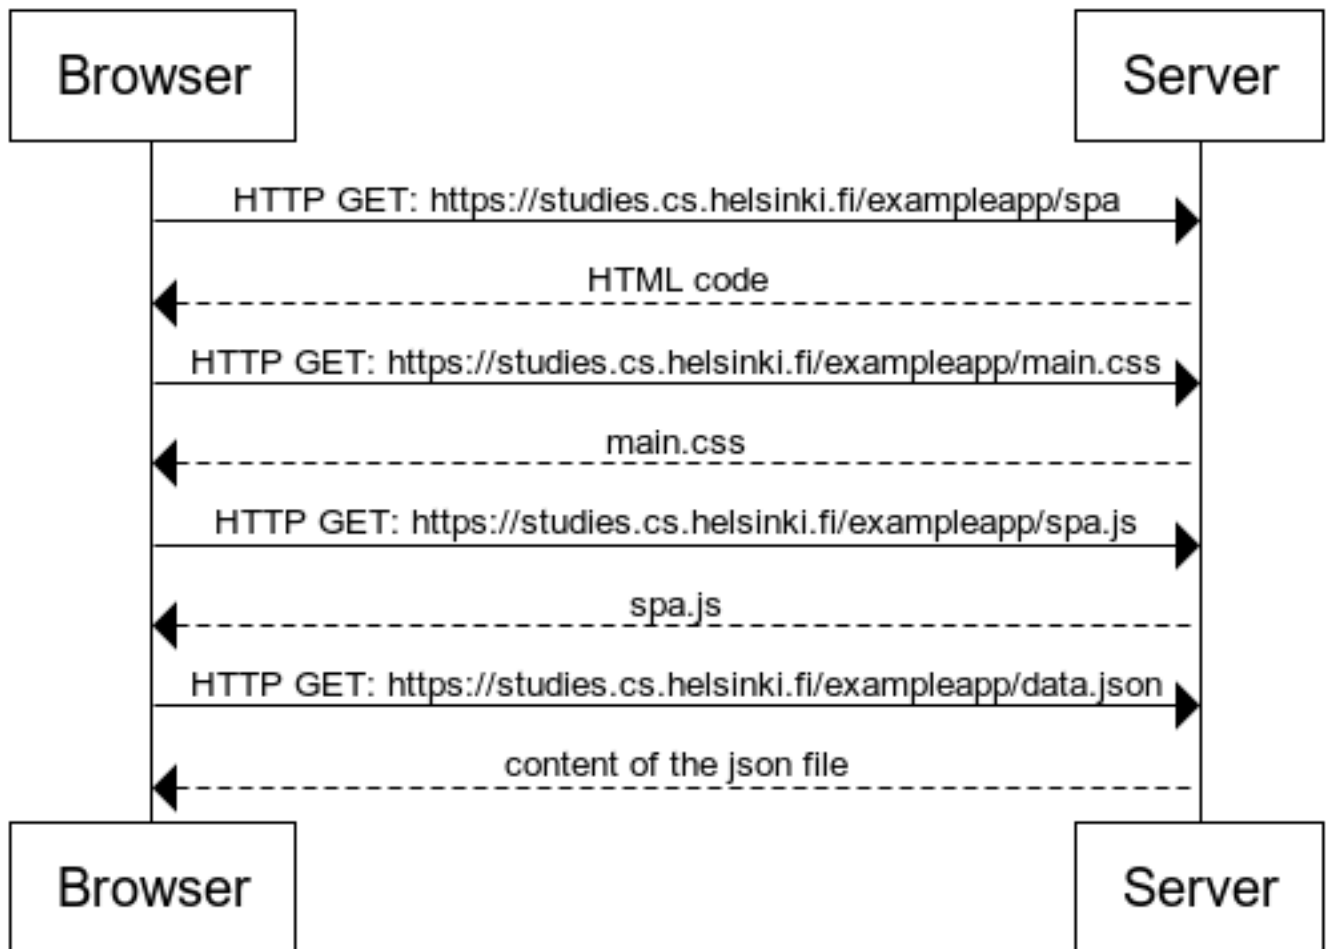 Browser
Server
HTTP GET: https://studies.cs.helsinki.fi/exampleapp/spa
HTML code
HTTP GET: https://studies.cs.helsinki.fi/exampleapp/main.css
main.css
HTTP GET: https://studies.cs.helsinki.fi/exampleapp/spa.js
spa.js
HTTP GET: https://studies.cs.helsinki.fi/exampleapp/data.json
content of the json file
Browser
Server